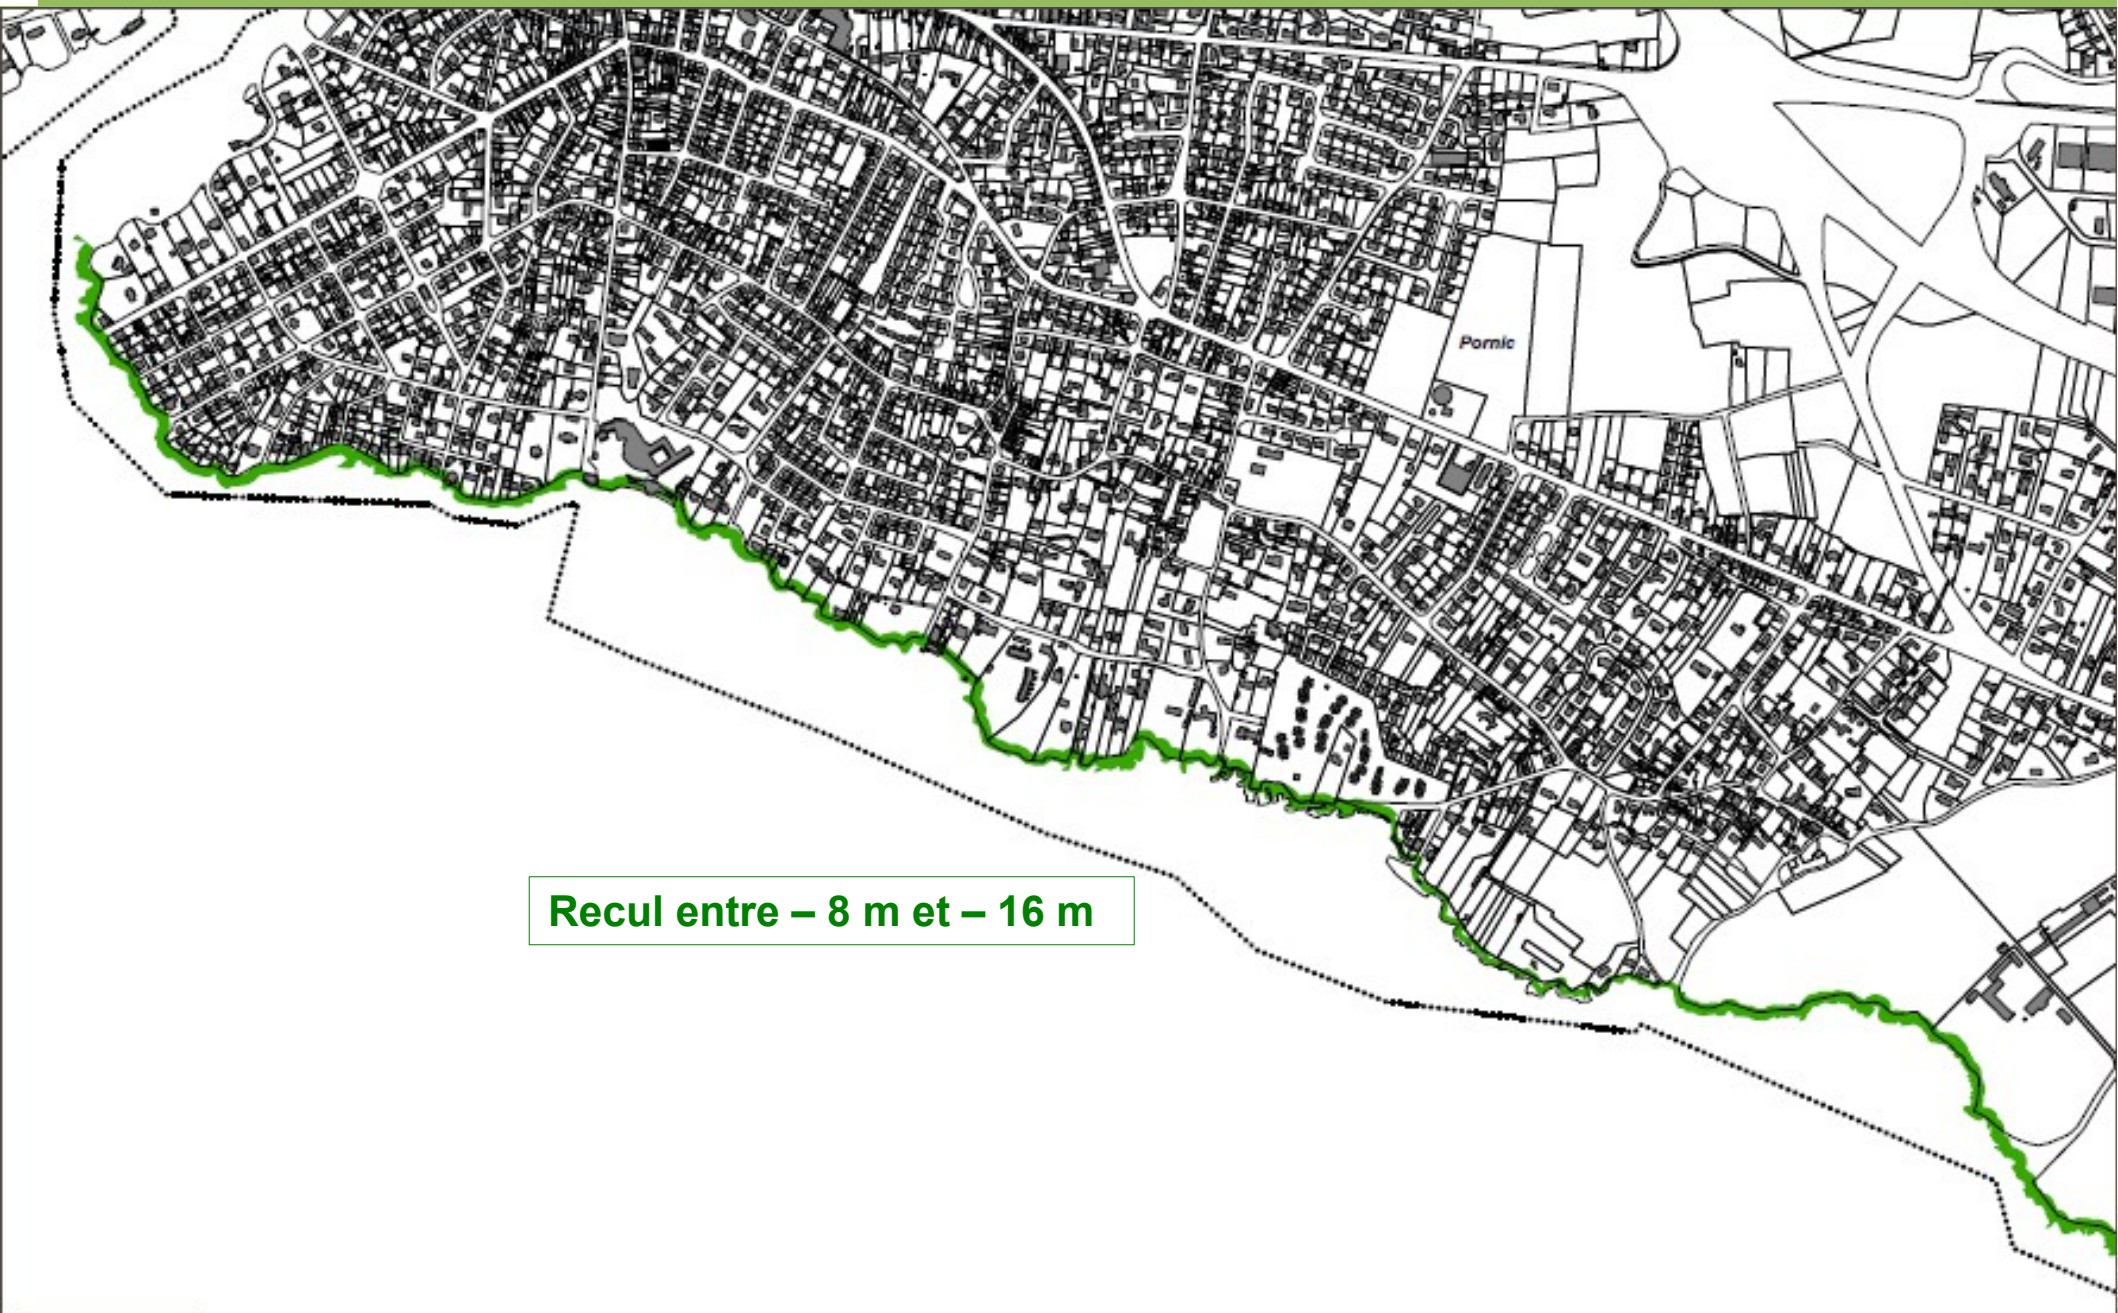 Pornic
Recul entre – 8 m et – 16 m